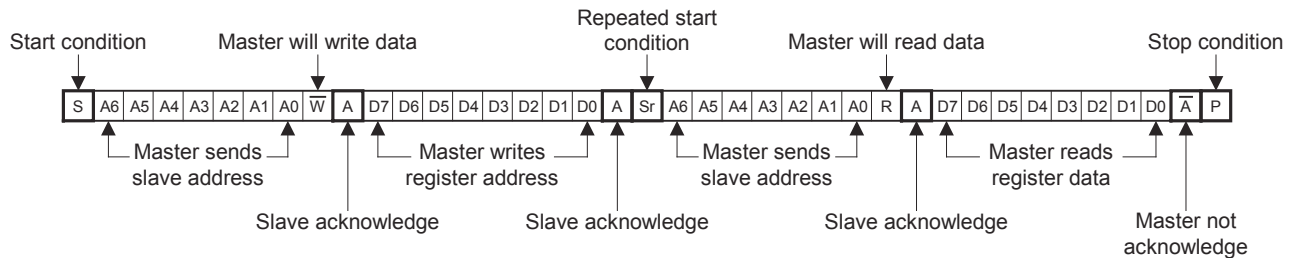 Repeated start
condition
Start condition
Master will write data
Master will read data
Stop condition
S A6 A5 A4 A3 A2 A1 A0 W̅ A D7 D6 D5 D4 D3 D2 D1 D0 A Sr A6 A5 A4 A3 A2 A1 A0 R A D7 D6 D5 D4 D3 D2 D1 D0 A̅ P
Master sends
slave address
Master writes
register address
Master sends
slave address
Master reads
register data
Slave acknowledge
Slave acknowledge
Slave acknowledge
Master not
acknowledge